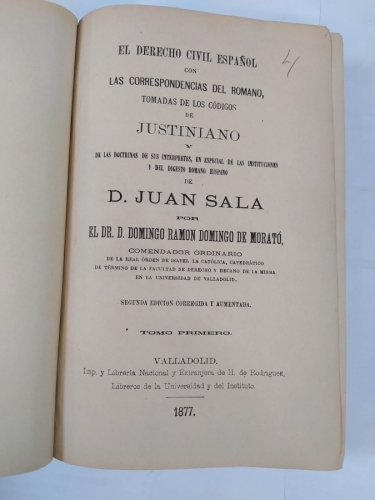 EL DERECHO CIVIL ESPAÑOL
CON
LAS CORRESPONDENCIAS DEL ROMANO,
TOMADAS DE LOS CÓDIGOS
DE
JUSTINIANO
Y
DE LAS DOCTRINAS DE SUS INTÉRPRETES, EN ESPECIAL DE LAS INSTITUCIONES
Y DEL DIGESTO ROMANO HISPANO
DE
D. JUAN SALA
POR
EL DR. D. DOMINGO RAMON DOMINGO DE MORATÓ,
COMENDADOR ORDINARIO
DE LA REAL ÓRDEN DE ISABEL LA CATÓLICA, CATEDRÁTICO
DE TÉRMINO DE LA FACULTAD DE DERECHO Y DECANO DE LA MISMA
EN LA UNIVERSIDAD DE VALLADOLID.
SEGUNDA EDICION CORREGIDA Y AUMENTADA.
TOMO PRIMERO.
VALLADOLID.
Imp. y Librería Nacional y Extranjera de H. de Rodriguez,
Libreros de la Universidad y del Instituto.
1877.